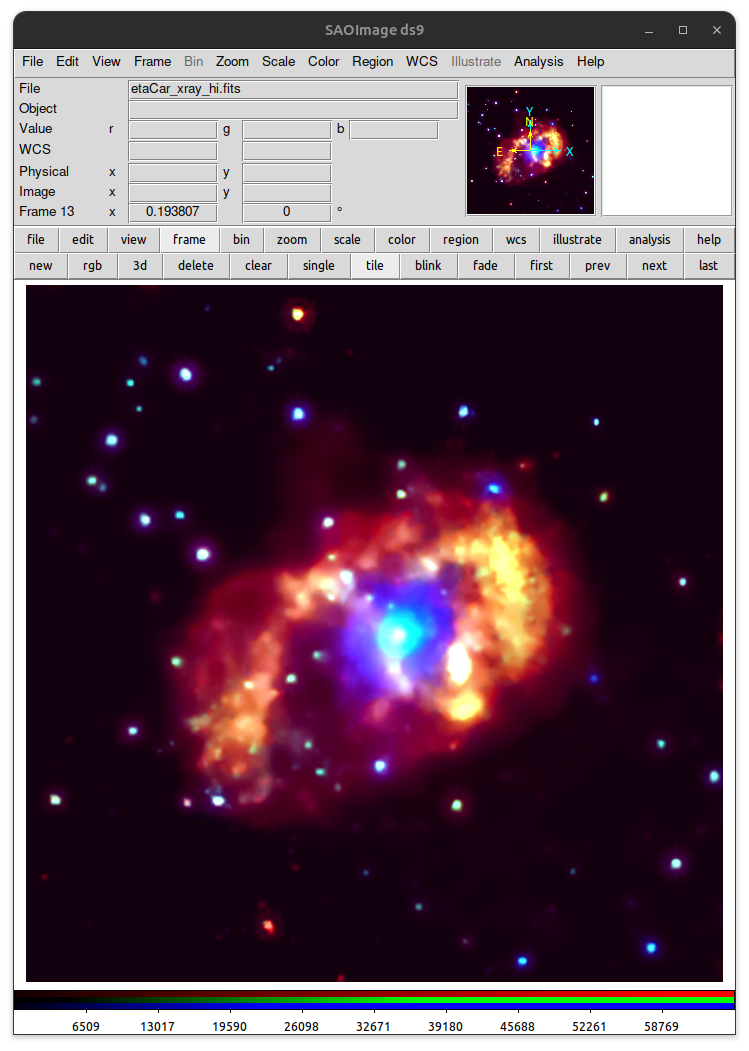 SAOImage ds9
File Edit View Frame Bin Zoom Scale Color Region WCS Illustrate Analysis Help
File etaCar_xray_hi.fits
Object
Value r g b
WCS
Physical x y
Image x y
Frame 13 x 0.193807 0 °
Y
N
E X
file edit view frame bin zoom scale color region wcs illustrate analysis help
new rgb 3d delete clear single tile blink fade first prev next last
6509 13017 19590 26098 32671 39180 45688 52261 58769